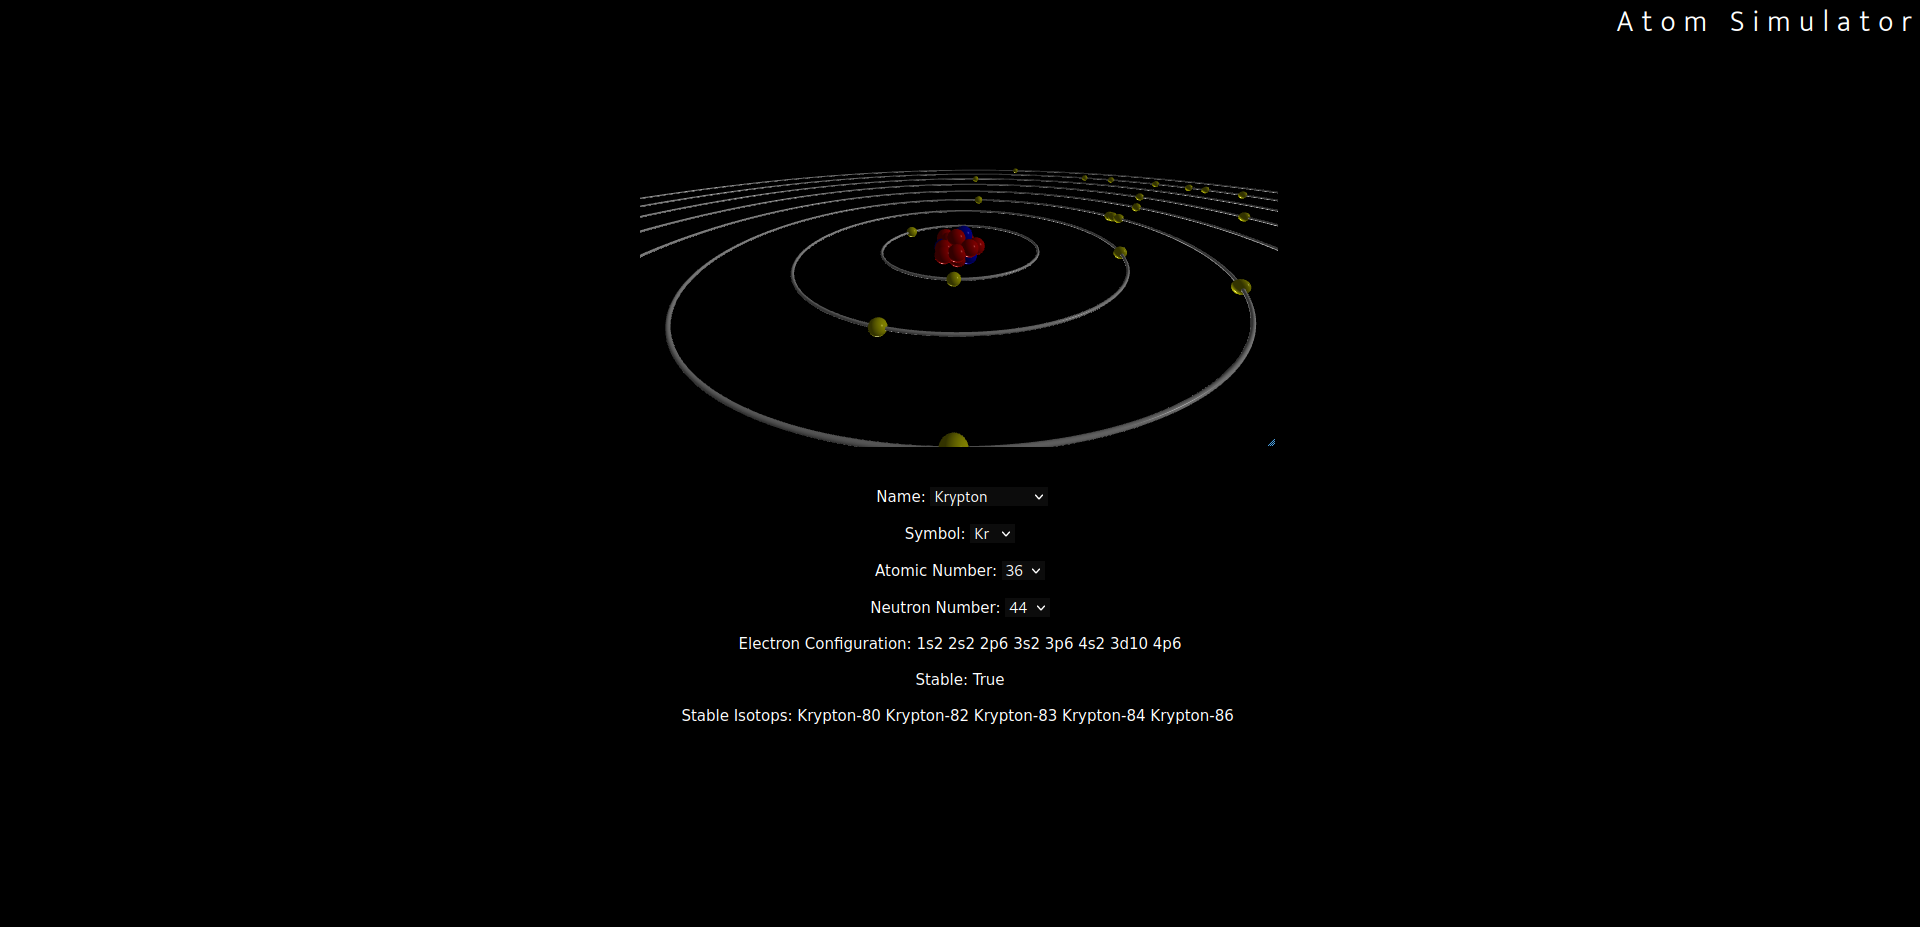 Atom Simulator
Name: Krypton
Symbol: Kr
Atomic Number: 36
Neutron Number: 44
Electron Configuration: 1s2 2s2 2p6 3s2 3p6 4s2 3d10 4p6
Stable: True
Stable Isotops: Krypton-80 Krypton-82 Krypton-83 Krypton-84 Krypton-86